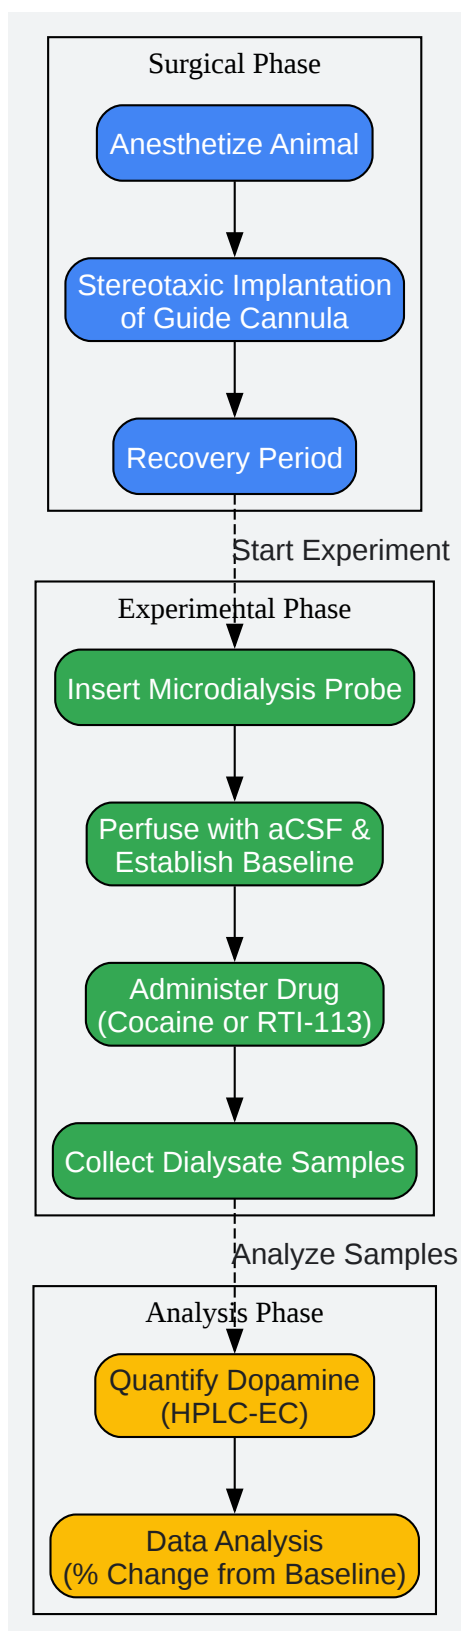 Surgical Phase
Anesthetize Animal
Stereotaxic Implantation
of Guide Cannula
Recovery Period
Start Experiment
Experimental Phase
Insert Microdialysis Probe
Perfuse with aCSF &
Establish Baseline
Administer Drug
(Cocaine or RTI-113)
Collect Dialysate Samples
Analyze Samples
Analysis Phase
Quantify Dopamine
(HPLC-EC)
Data Analysis
(% Change from Baseline)